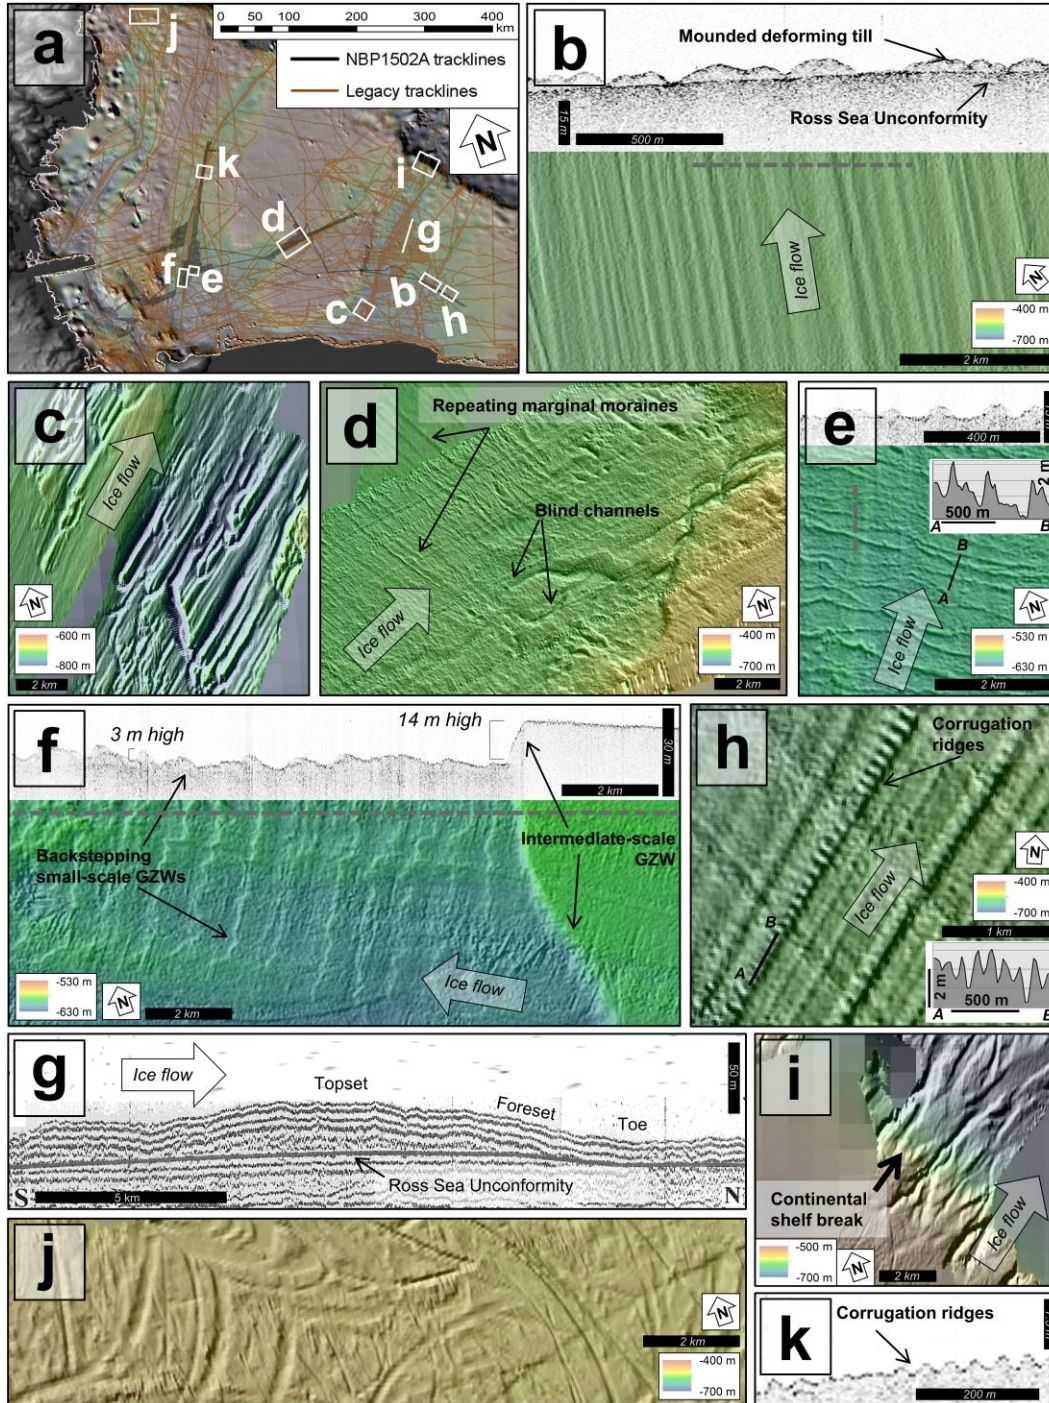 a
j
0 50 100 200 300 400
km
NBP1502A tracklines
Legacy tracklines
N
k
i
d
g
f
e
b
c
h
b
Mounded deforming till
Ross Sea Unconformity
15 m
500 m
Ice flow
N
-400 m
-700 m
2 km
c
Ice flow
N
-600 m
-800 m
2 km
d
Repeating marginal moraines
Blind channels
Ice flow
N
-400 m
-700 m
2 km
e
400 m
2 m
500 m
A
B
B
A
Ice flow
N
-530 m
-630 m
2 km
f
3 m high
14 m high
30 m
2 km
Backstepping
small-scale GZWs
Intermediate-scale
GZW
Ice flow
-530 m
-630 m
N
2 km
h
Corrugation
ridges
N
Ice flow
-400 m
-700 m
1 km
B
A
2 m
500 m
A
B
g
Ice flow
50 m
Topset
Foreset
Toe
Ross Sea Unconformity
S
5 km
N
i
Continental
shelf break
Ice flow
-500 m
-700 m
N
2 km
j
N
2 km
-400 m
-700 m
k
Corrugation ridges
200 m